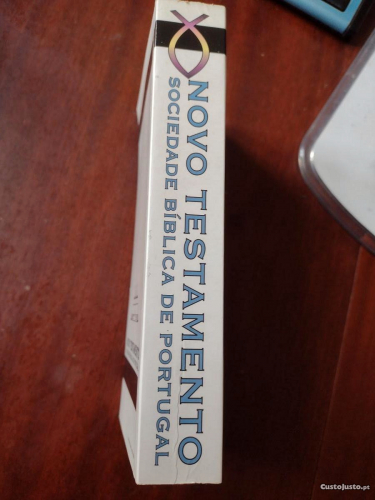 NOVO TESTAMENTO
SOCIEDADE BÍBLICA DE PORTUGAL
CustoJusto.pt